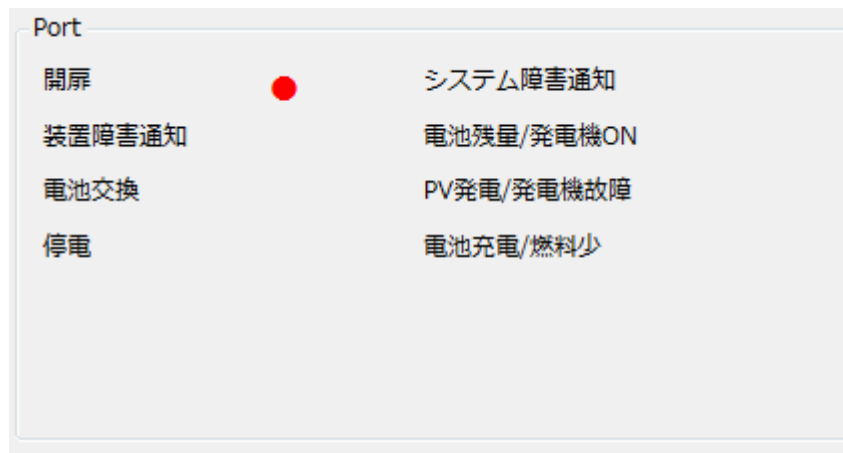 Port
開扉 システム障害通知
装置障害通知 電池残量/発電機ON
電池交換 PV発電/発電機故障
停電 電池充電/燃料少